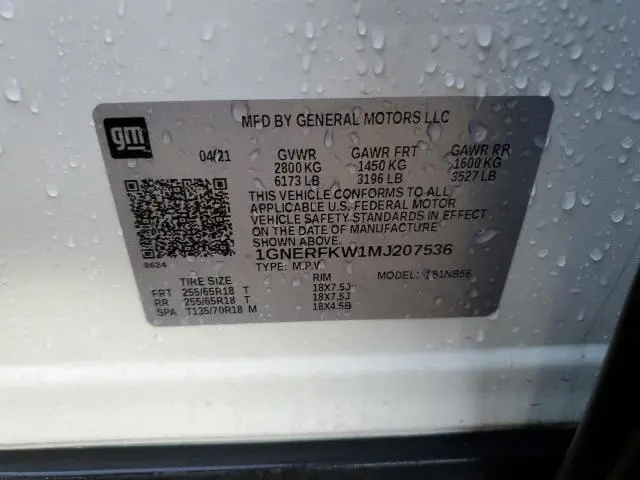 gm
MFD BY GENERAL MOTORS LLC
04/21 GVWR GAWR FRT GAWR RR
2800 KG 1450 KG 1600 KG
6173 LB 3196 LB 3527 LB
THIS VEHICLE CONFORMS TO ALL
APPLICABLE U.S. FEDERAL MOTOR
VEHICLE SAFETY STANDARDS IN EFFECT
ON THE DATE OF MANUFACTURE
SHOWN ABOVE.
1GNERFKW1MJ207536
8624
TYPE: M.P.V MODEL: 1 B1NB56
TIRE SIZE RIM
FRT 255/65R18 T 18X7.5J
RR 255/65R18 T 18X7.5J
SPA T135/70R18 M 18X4.5B